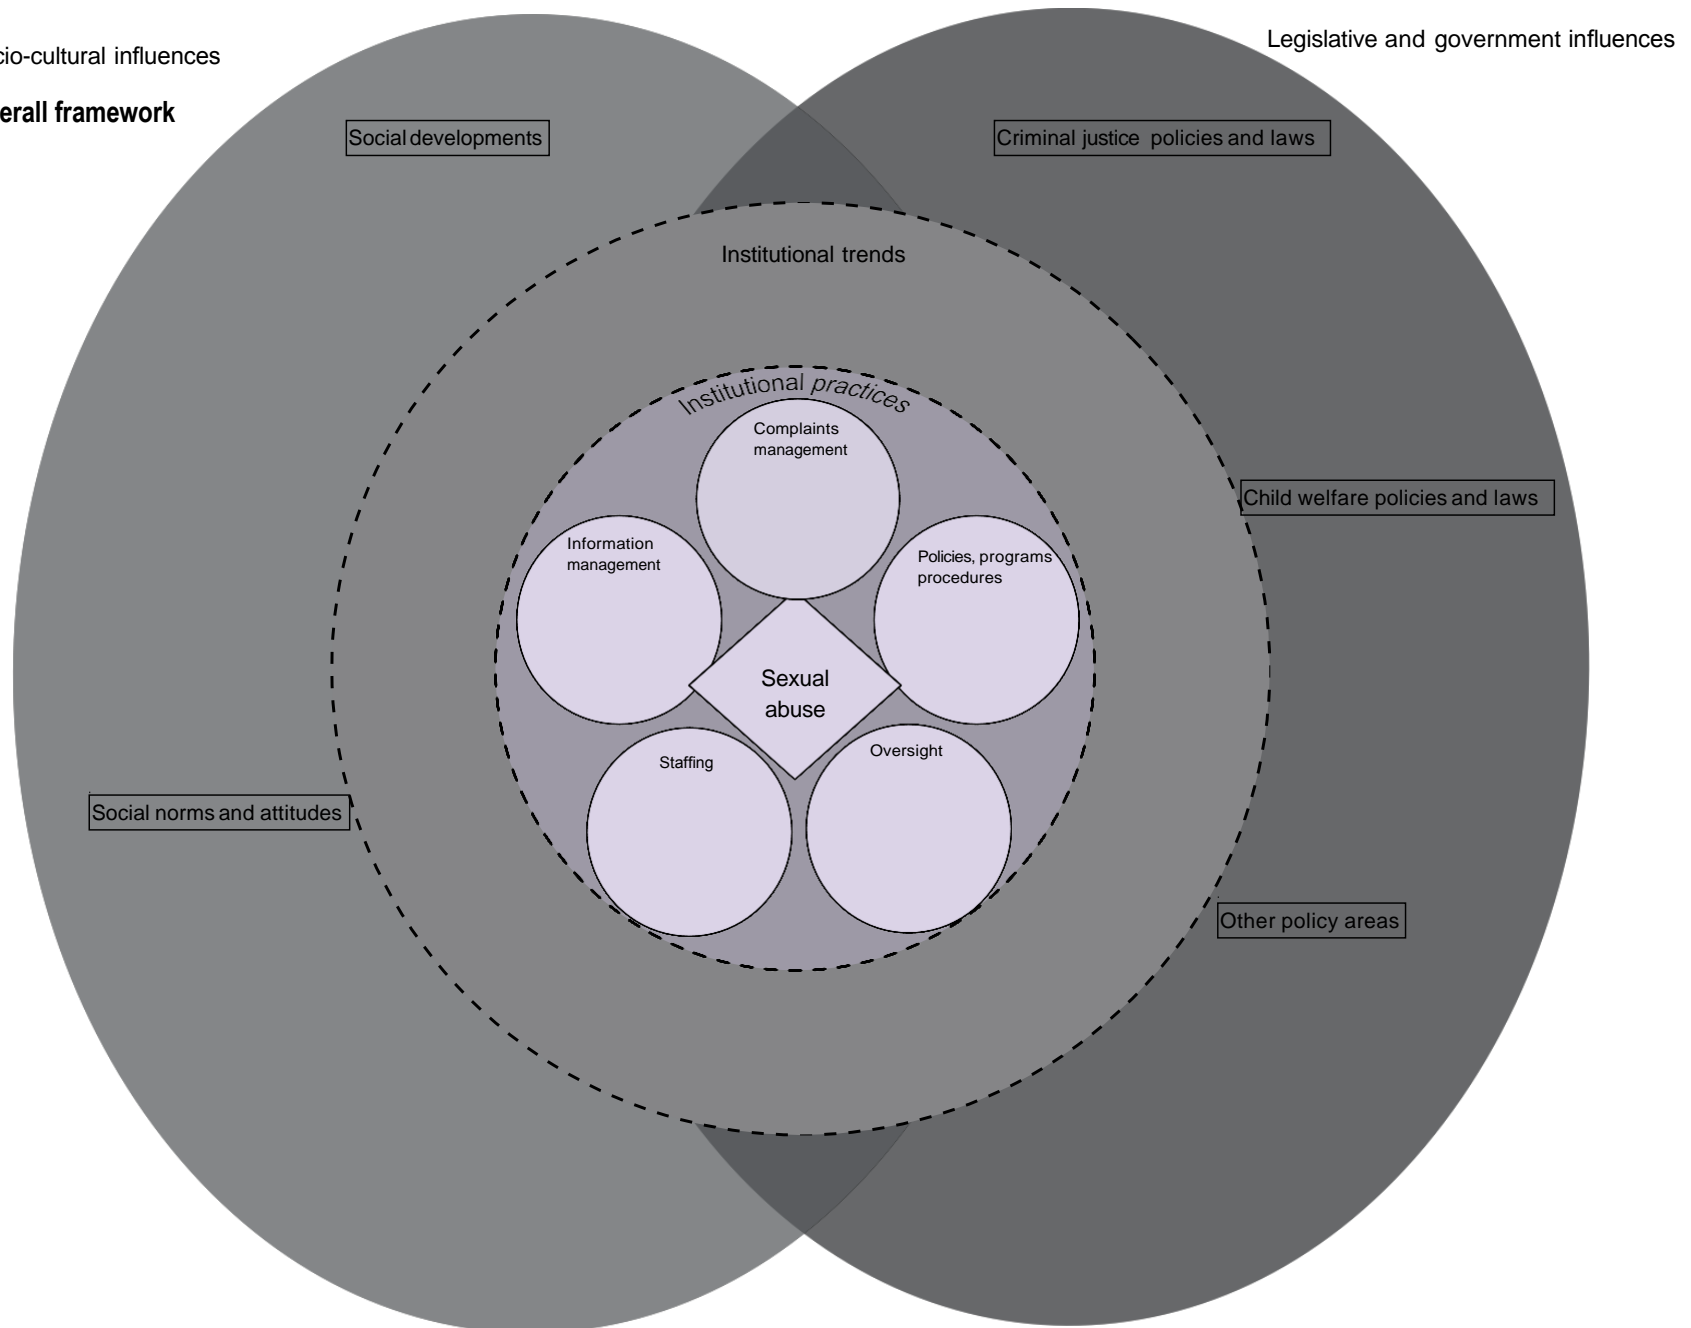 cio-cultural influences
Legislative and government influences
erall framework
Social developments
Criminal justice policies and laws
Institutional trends
Institutional practices
Complaints
management
Child welfare policies and laws
Information
management
Policies, programs
procedures
Sexual
abuse
Oversight
Staffing
Social norms and attitudes
Other policy areas